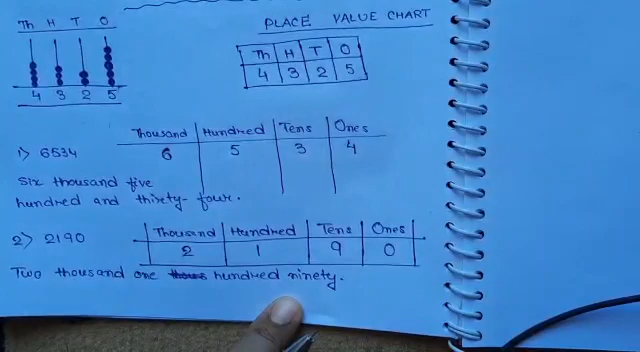 Th H T O
4 3 2 5
PLACE VALUE CHART
Th H T O
4 3 2 5
1) 6534
Thousand Hundred Tens Ones
6 5 3 4
Six thousand five
hundred and thirety-four.
2) 2190
Thousand Hundred Tens Ones
2 1 9 0
Two thousand one hundred ninety.